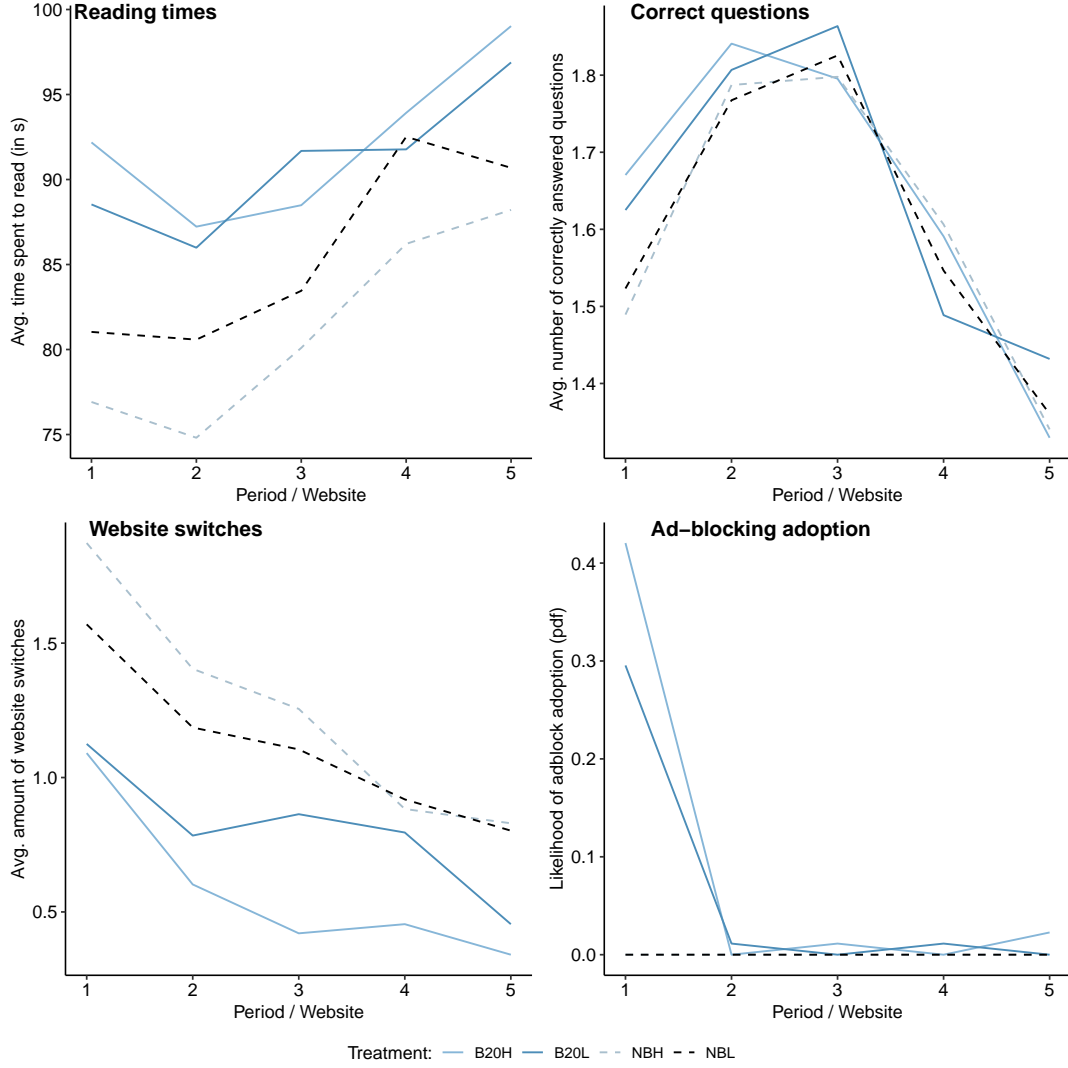 Reading times
Avg. time spent to read (in s)
100
95
90
85
80
75
1 2 3 4 5
Period / Website
Correct questions
Avg. number of correctly answered questions
1.8
1.7
1.6
1.5
1.4
1 2 3 4 5
Period / Website
Website switches
Avg. amount of website switches
1.5
1.0
0.5
1 2 3 4 5
Period / Website
Ad−blocking adoption
Likelihood of adblock adoption (pdf)
0.4
0.3
0.2
0.1
0.0
1 2 3 4 5
Period / Website
Treatment: B20H B20L NBH NBL